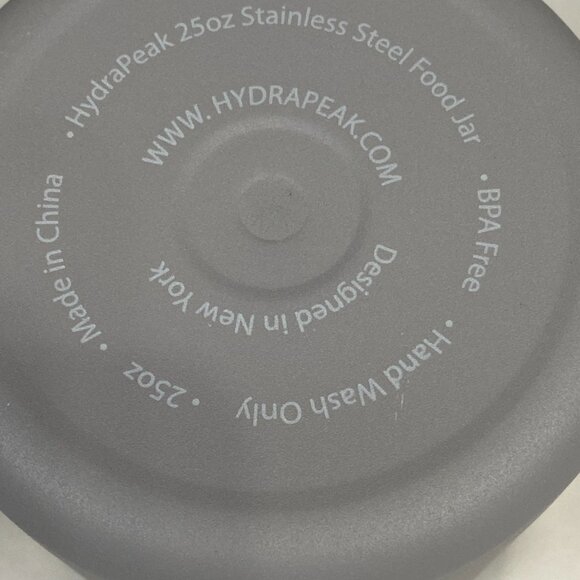 • HydraPeak 25oz Stainless Steel Food Jar
• BPA Free
• Hand Wash Only
• 25oz
• Made in China
WWW.HYDRAPEAK.COM
Designed in New York